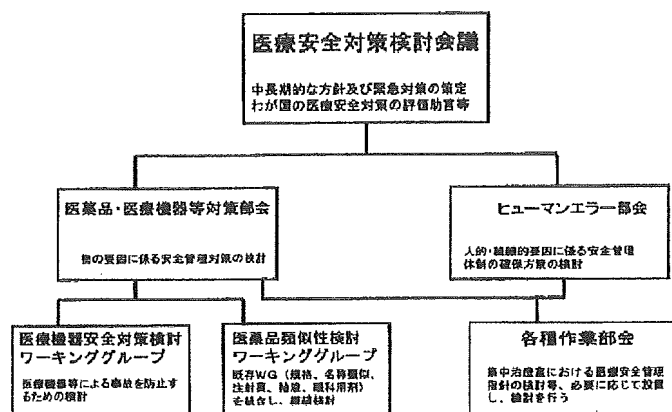 医療安全対策検討会議
中長期的な方針及び緊急対策の策定
わが国の医療安全対策の評価助言等
医薬品・医療機器等対策部会
物の要因に係る安全管理対策の検討
ヒューマンエラー部会
人的・組織的要因に係る安全管理
体制の確保方策の検討
医療機器安全対策検討
ワーキンググループ
医療機器等による事故を防止す
るための検討
医薬品類似性検討
ワーキンググループ
既存WG（規格、名称類似、
注射薬、輸液、眼科用剤）
を統合し、継続検討
各種作業部会
集中治療室における医療安全管理
指針の検討等、必要に応じて設置
し、検討を行う